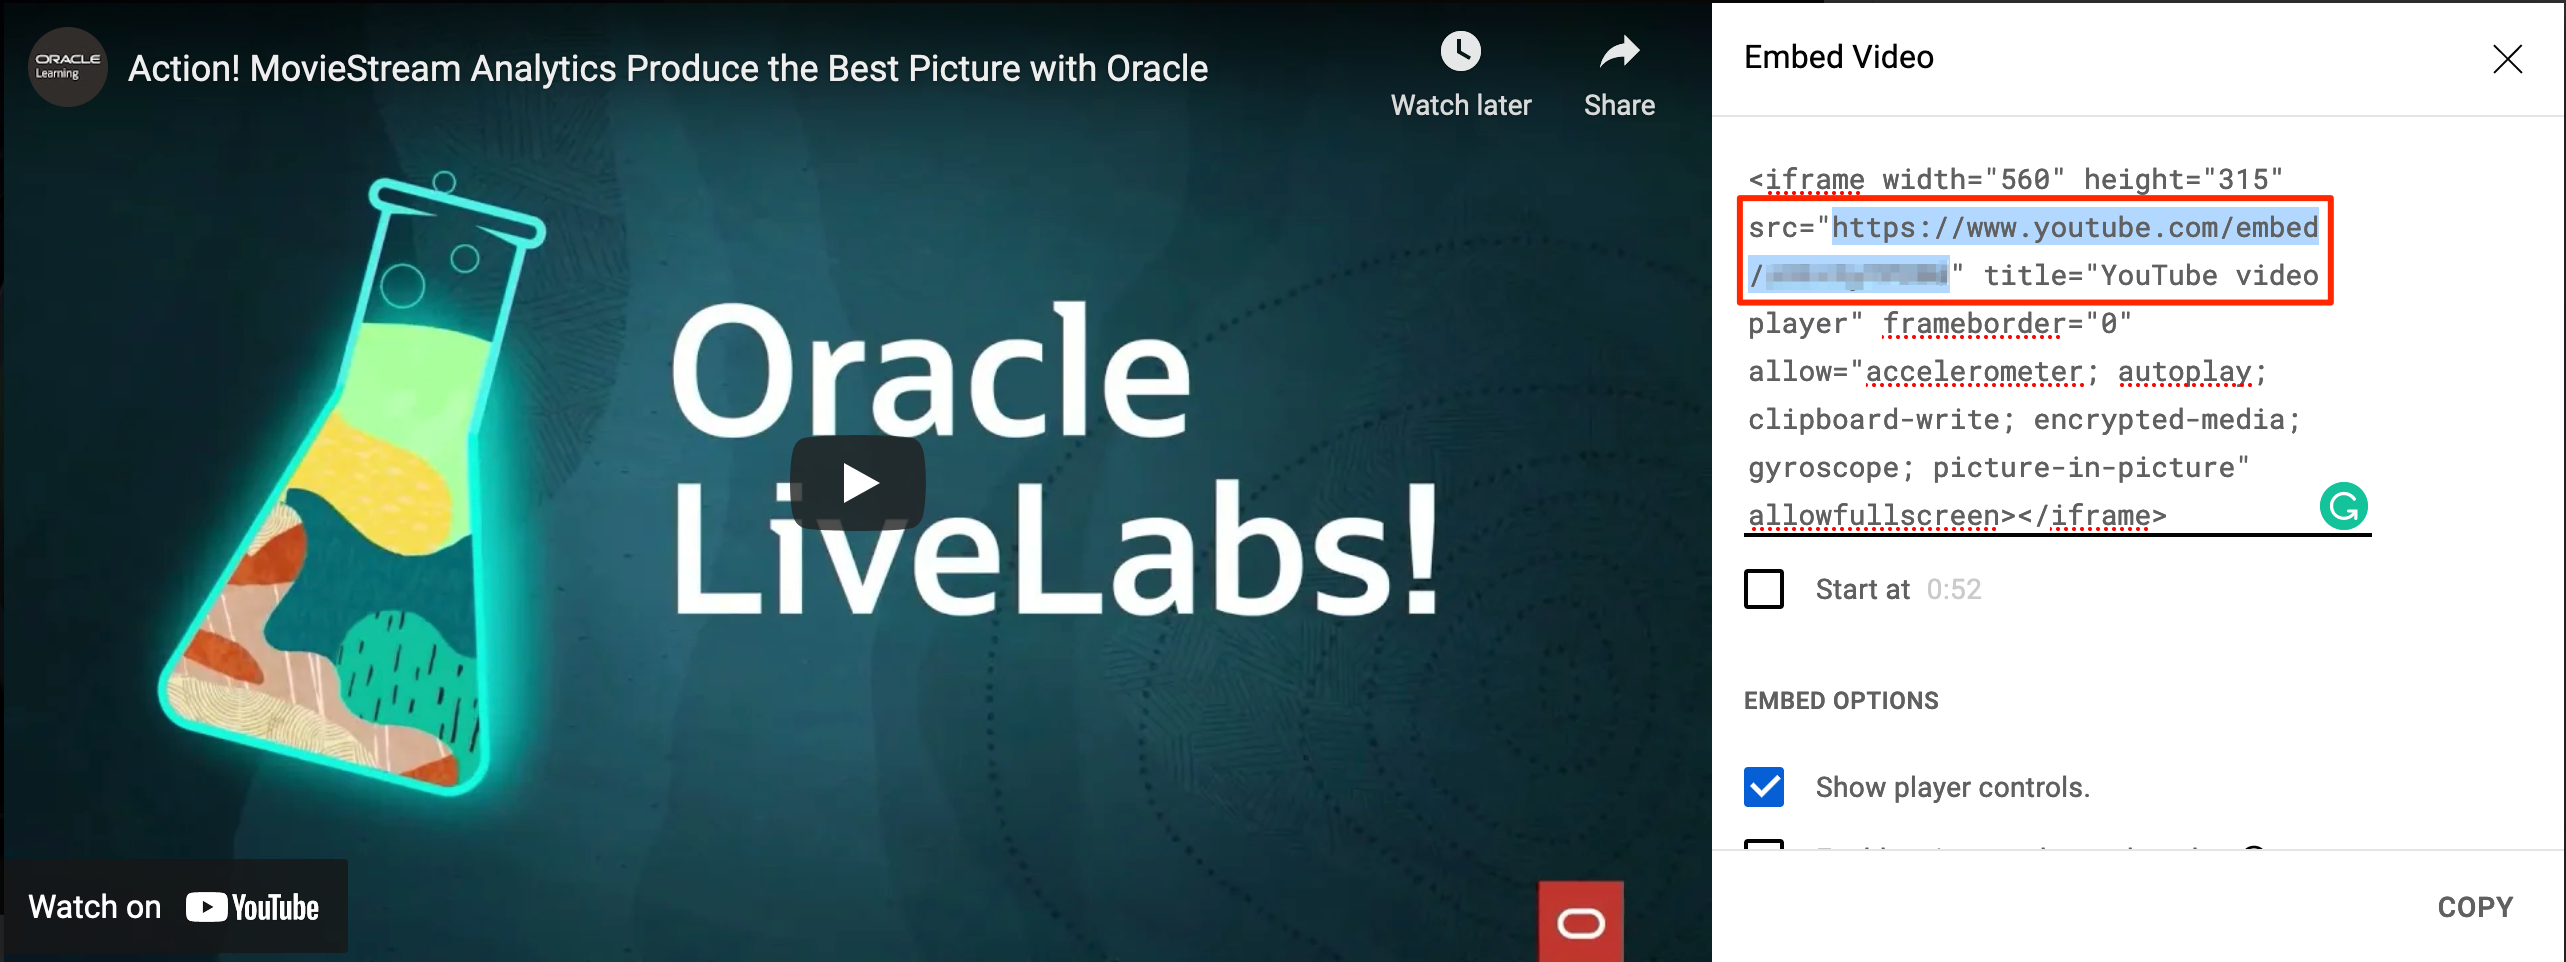 ORACLE
Learning
Action! MovieStream Analytics Produce the Best Picture with Oracle
Watch later
Share
Oracle
LiveLabs!
Watch on YouTube
Embed Video
<iframe width="560" height="315"
src="https://www.youtube.com/embed
/" title="YouTube video
player" frameborder="0"
allow="accelerometer; autoplay;
clipboard-write; encrypted-media;
gyroscope; picture-in-picture"
allowfullscreen></iframe>
Start at 0:52
EMBED OPTIONS
Show player controls.
COPY